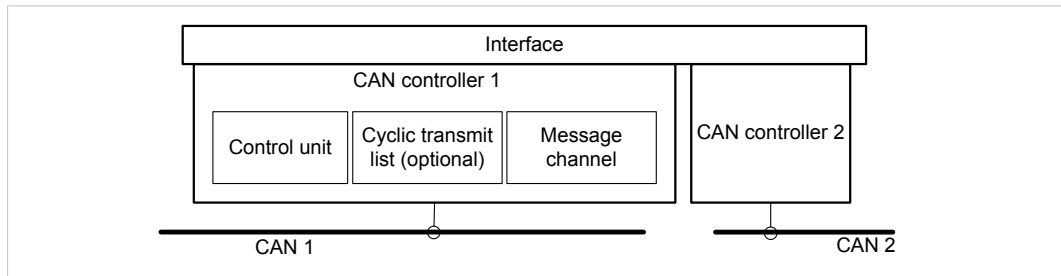 Interface
CAN controller 1
Control unit
Cyclic transmit
list (optional)
Message
channel
CAN controller 2
CAN 1
CAN 2